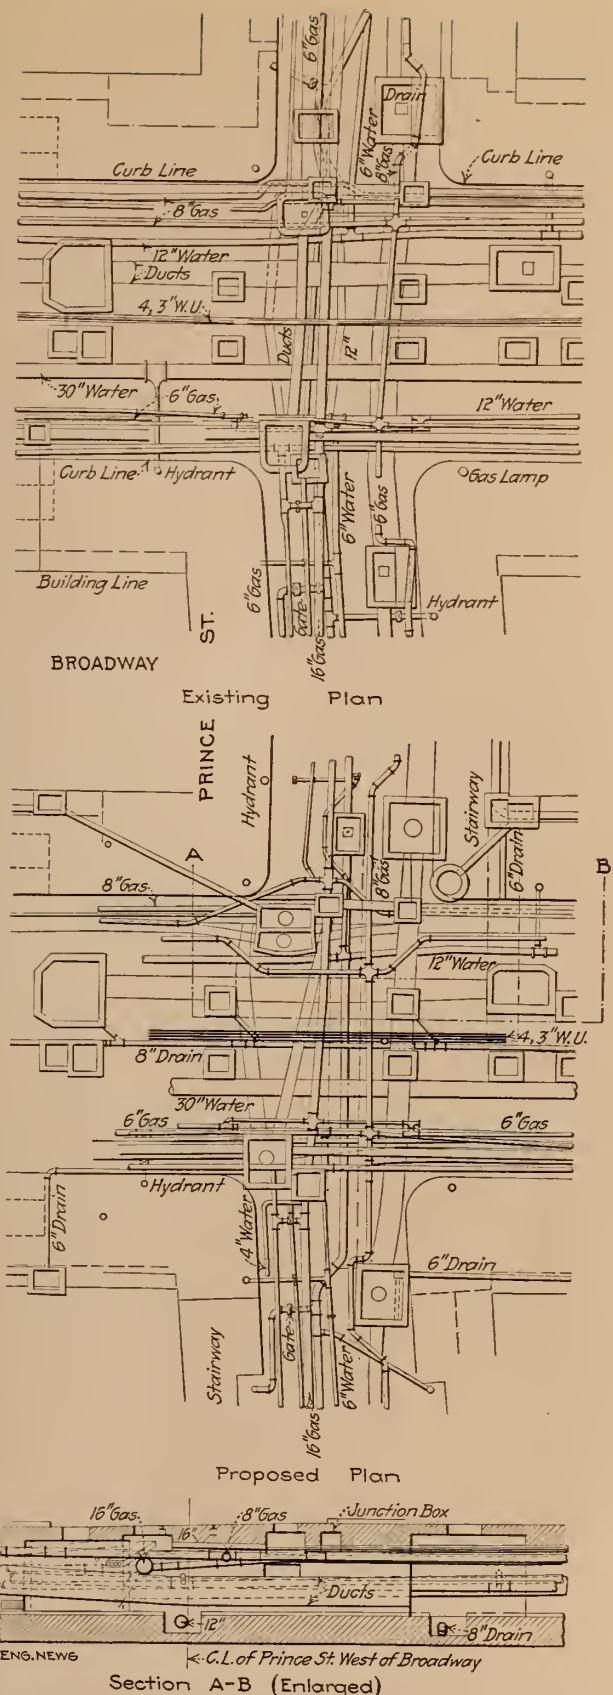 6"Gas
Drain
6"Water
8"Gas
Curb Line
Curb Line
8"Gas
12"Water
Ducts
4, 3"W.U.
Ducts
12"
30"Water
6"Gas
12"Water
Curb Line
Hydrant
Gas Lamp
6"Water
6"Gas
Building Line
6"Gas
Gate
16"Gas
Hydrant
ST.
BROADWAY
Existing Plan
PRINCE
Hydrant
Stairway
A
B
8"Gas
8"Gas
6"Drain
12"Water
4, 3"W.U.
8"Drain
30"Water
6"Gas
6"Gas
Hydrant
6"Drain
4"Water
6"Drain
Stairway
Gate
16"Gas
6"Water
Proposed Plan
16"Gas
16"
8"Gas
Junction Box
Ducts
12"
8"Drain
ENG. NEWS
C.L. of Prince St. West of Broadway
Section A-B (Enlarged)